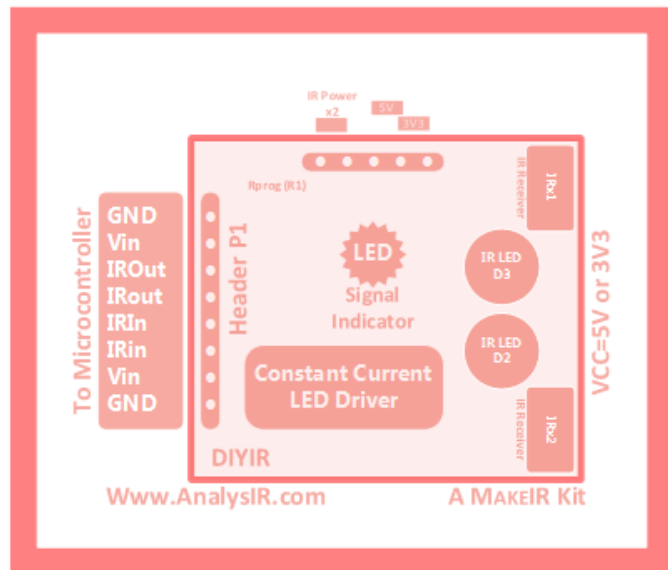 IR Power
x2
5V
3V3
Rprog (R1)
To Microcontroller
GND
Vin
IROut
IRout
IRIn
IRin
Vin
GND
Header P1
LED
Signal
Indicator
IR Receiver
IRx1
IR LED
D3
IR LED
D2
VCC=5V or 3V3
Constant Current
LED Driver
IR Receiver
IRx2
DIYIR
Www.AnalysIR.com
A MAKEIR Kit